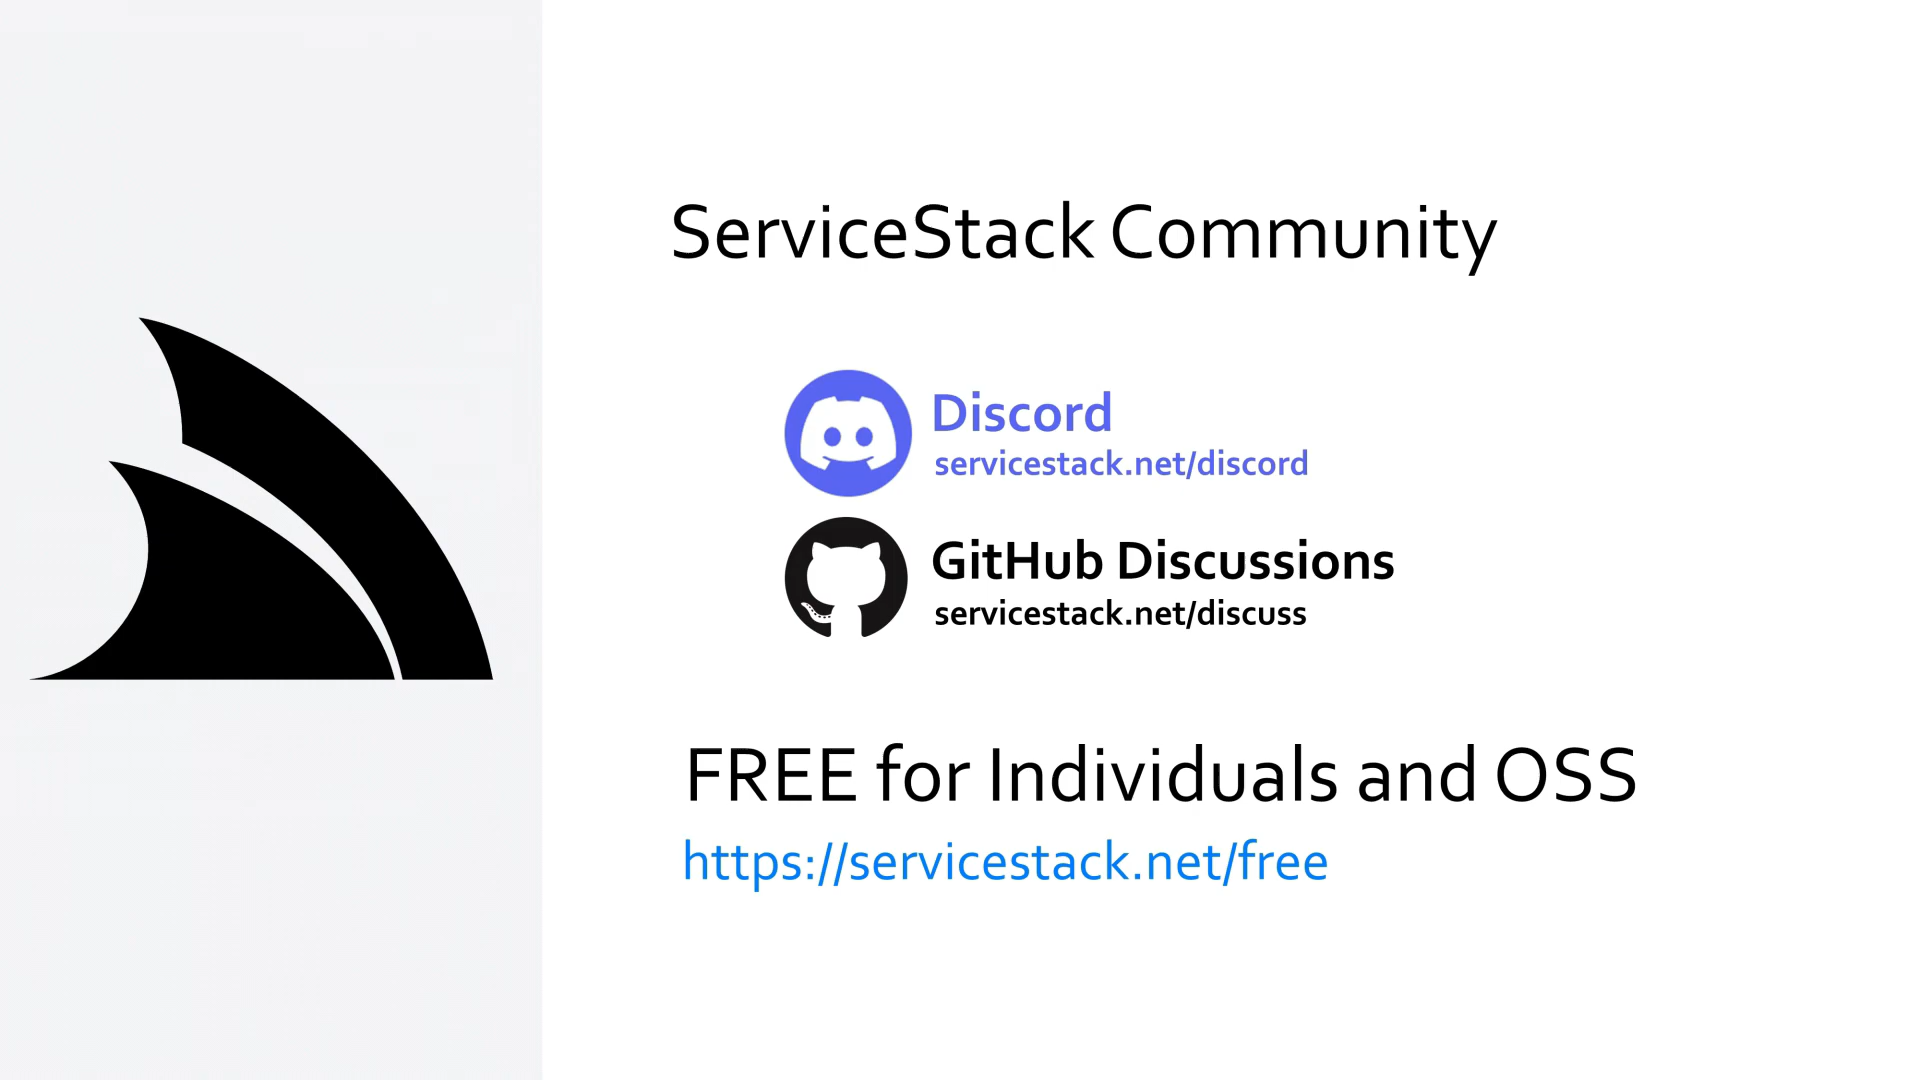 ServiceStack Community
Discord
servicestack.net/discord
GitHub Discussions
servicestack.net/discuss
FREE for Individuals and OSS
https://servicestack.net/free